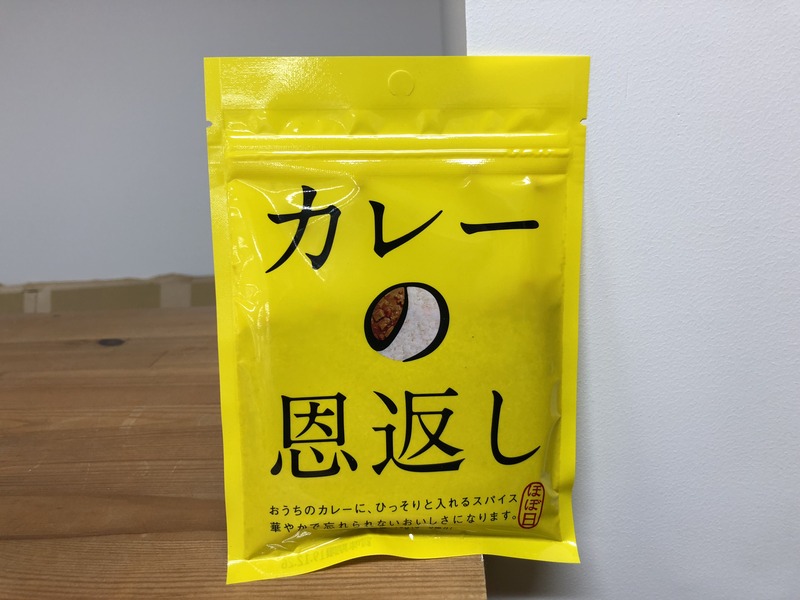 カレー
の
恩返し
おうちのカレーに、ひっそりと入れるスパイス
華やかで忘れられないおいしさになります。
ほぼ日